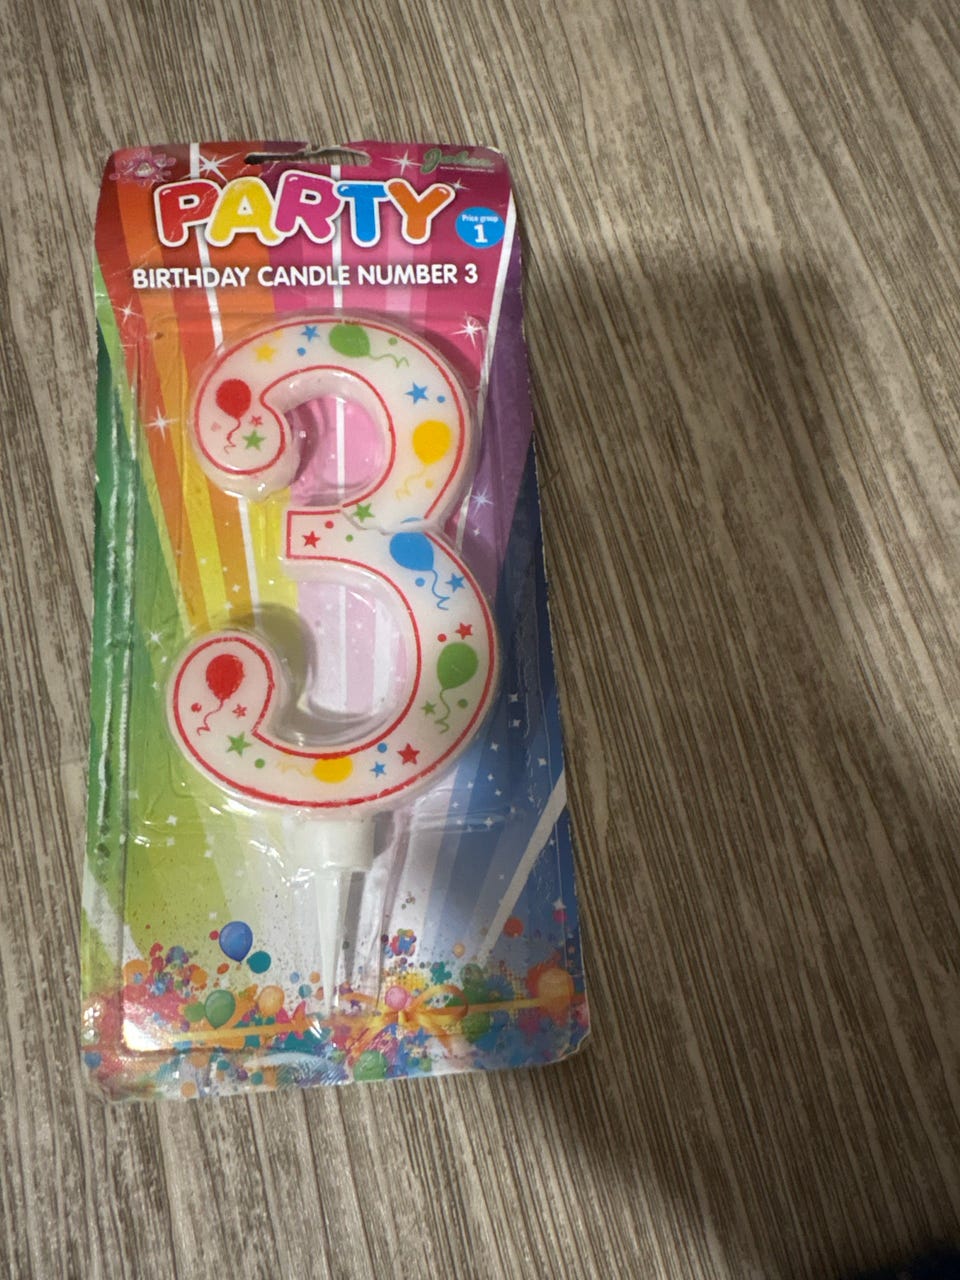 PARTY
Price group
1
BIRTHDAY CANDLE NUMBER 3